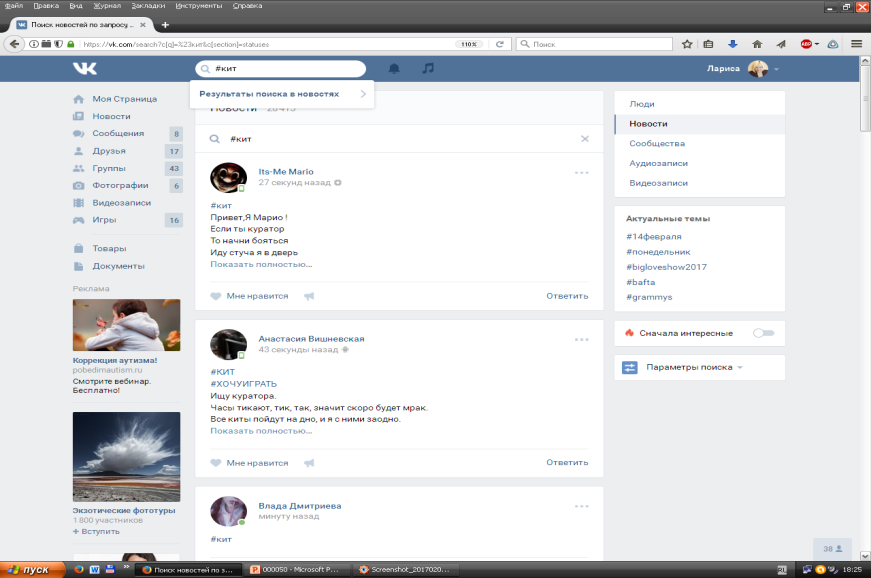 Файл Правка Вид Журнал Закладки Инструменты Справка
Поиск новостей по запросу...
https://vk.com/search?c[q]=%23кит&c[section]=statuses
110%
Поиск
ABP
#кит
Лариса
Результаты поиска в новостях
#кит
Моя Страница
Новости
Сообщения 8
Друзья 17
Группы 43
Фотографии 6
Видеозаписи
Игры 16
Товары
Документы
Реклама
Коррекция аутизма!
pobedimautism.ru
Смотрите вебинар.
Бесплатно!
Экзотические фототуры
1 800 участников
+ Вступить
Its-Me Mario
27 секунд назад
#кит
Привет,Я Марио !
Если ты куратор
То начни бояться
Иду стуча я в дверь
Показать полностью...
Мне нравится
Ответить
Анастасия Вишневская
43 секунды назад
#КИТ
#ХОЧУИГРАТЬ
Ищу куратора.
Часы тикают, тик, так, значит скоро будет мрак.
Все киты пойдут на дно, и я с ними заодно.
Показать полностью...
Мне нравится
Ответить
Влада Дмитриева
минуту назад
#кит
Люди
Новости
Сообщества
Аудиозаписи
Видеозаписи
Актуальные темы
#14февраля
#понедельник
#bigloveshow2017
#bafta
#grammys
Сначала интересные
Параметры поиска
38
пуск
Поиск новостей по з...
000050 - Microsoft P...
Screenshot_2017020...
18:25